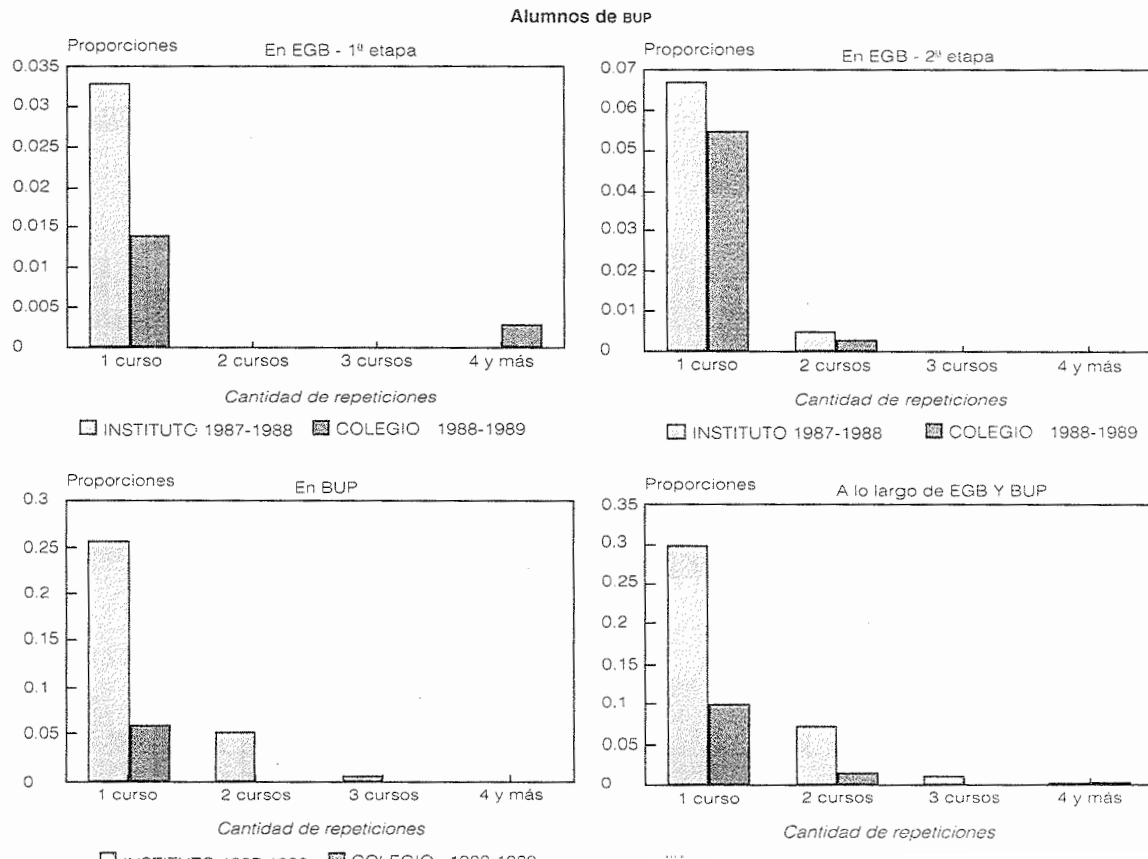 Alumnos de BUP
Proporciones
En EGB - 1ª etapa
0.035
0.03
0.025
0.02
0.015
0.01
0.005
0
1 curso 2 cursos 3 cursos 4 y más
Cantidad de repeticiones
INSTITUTO 1987-1988 COLEGIO 1988-1989
Proporciones
En EGB - 2ª etapa
0.07
0.06
0.05
0.04
0.03
0.02
0.01
0
1 curso 2 cursos 3 cursos 4 y más
Cantidad de repeticiones
INSTITUTO 1987-1988 COLEGIO 1988-1989
Proporciones
En BUP
0.3
0.25
0.2
0.15
0.1
0.05
0
1 curso 2 cursos 3 cursos 4 y más
Cantidad de repeticiones
INSTITUTO COLEGIO
Proporciones
A lo largo de EGB Y BUP
0.35
0.3
0.25
0.2
0.15
0.1
0.05
0
1 curso 2 cursos 3 cursos 4 y más
Cantidad de repeticiones